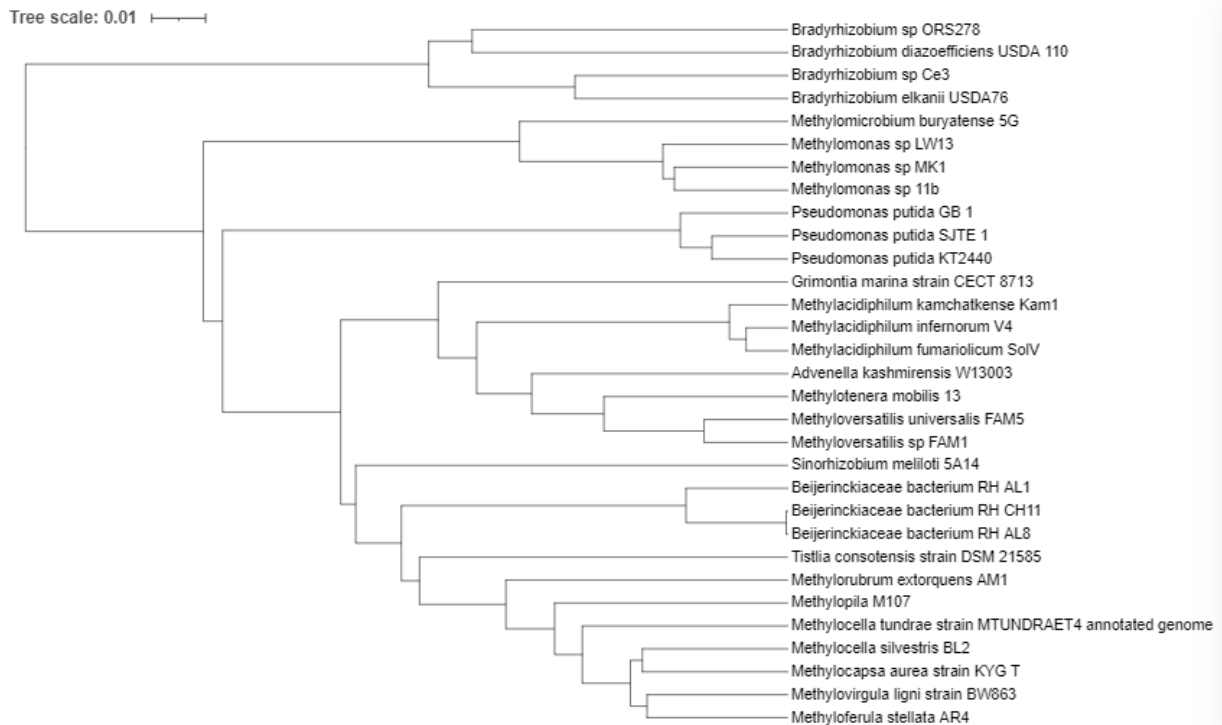 Tree scale: 0.01
Bradyrhizobium sp ORS278
Bradyrhizobium diazoefficiens USDA 110
Bradyrhizobium sp Ce3
Bradyrhizobium elkanii USDA76
Methylomicrobium buryatense 5G
Methylomonas sp LW13
Methylomonas sp MK1
Methylomonas sp 11b
Pseudomonas putida GB 1
Pseudomonas putida SJTE 1
Pseudomonas putida KT2440
Grimontia marina strain CECT 8713
Methylacidiphilum kamchatkense Kam1
Methylacidiphilum infernorum V4
Methylacidiphilum fumariolicum SolV
Advenella kashmirensis W13003
Methylotenera mobilis 13
Methyloversatilis universalis FAM5
Methyloversatilis sp FAM1
Sinorhizobium meliloti 5A14
Beijerinckiaceae bacterium RH AL1
Beijerinckiaceae bacterium RH CH11
Beijerinckiaceae bacterium RH AL8
Tistlia consotensis strain DSM 21585
Methylorubrum extorquens AM1
Methylopila M107
Methylocella tundrae strain MTUNDRAET4 annotated genome
Methylocella silvestris BL2
Methylocapsa aurea strain KYG T
Methylovirgula ligni strain BW863
Methyloferula stellata AR4